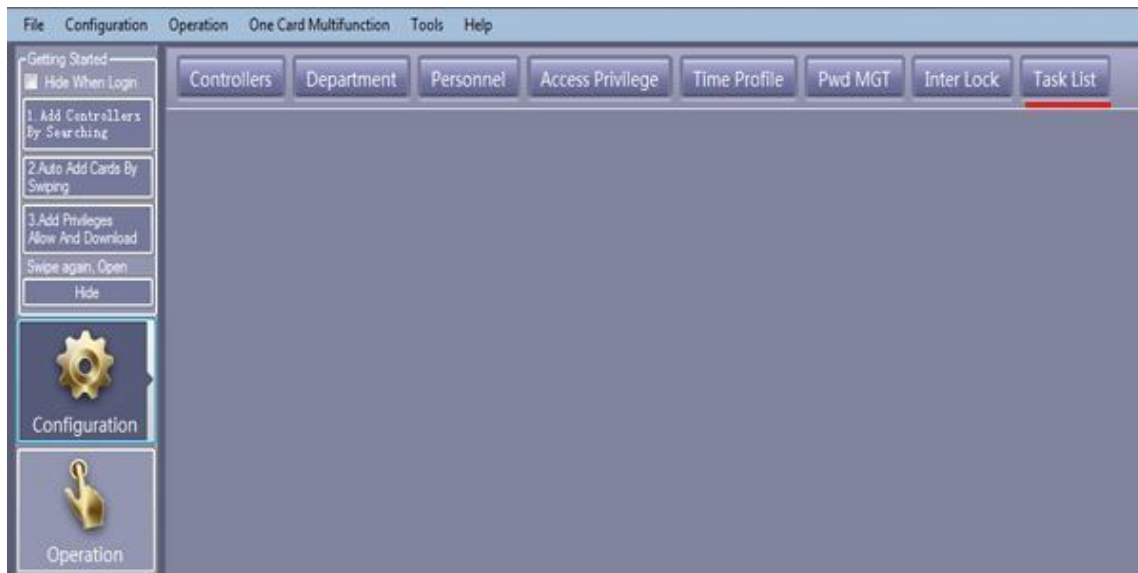 File Configuration Operation One Card Multifunction Tools Help
Getting Started
Hide When Login
1.Add Controllers
By Searching
2.Auto Add Cards By
Swiping
3.Add Privileges
Allow And Download
Swipe again, Open
Hide
Configuration
Operation
Controllers Department Personnel Access Privilege Time Profile Pwd MGT Inter Lock Task List